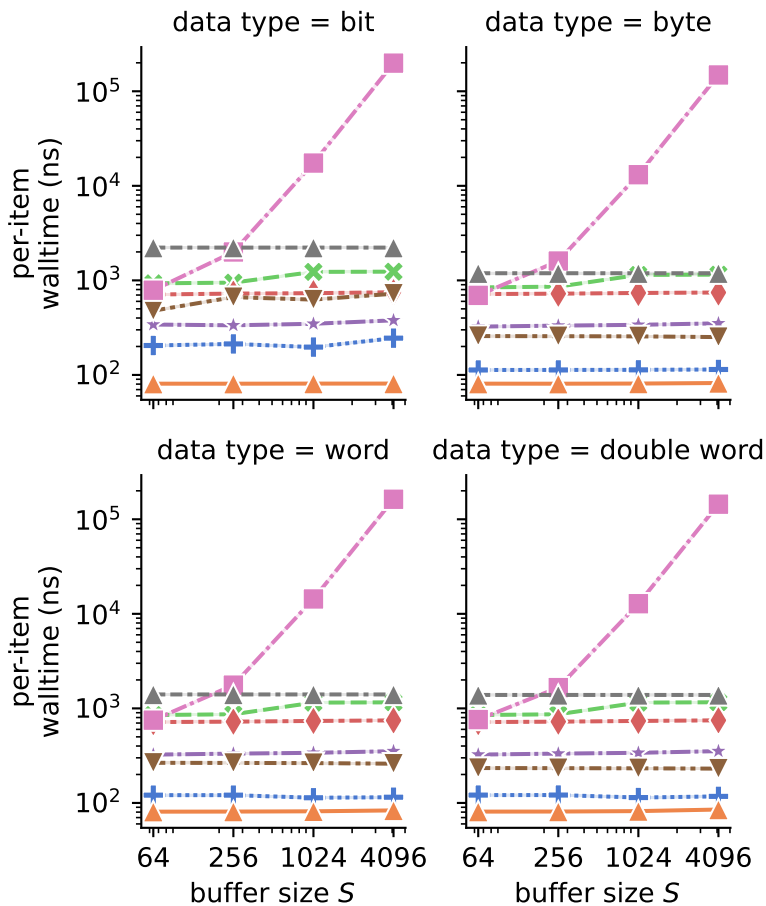 data type = bit
data type = byte
per-item
walltime (ns)
10^5
10^4
10^3
10^2
data type = word
data type = double word
per-item
walltime (ns)
10^5
10^4
10^3
10^2
64 256 1024 4096
64 256 1024 4096
buffer size S
buffer size S